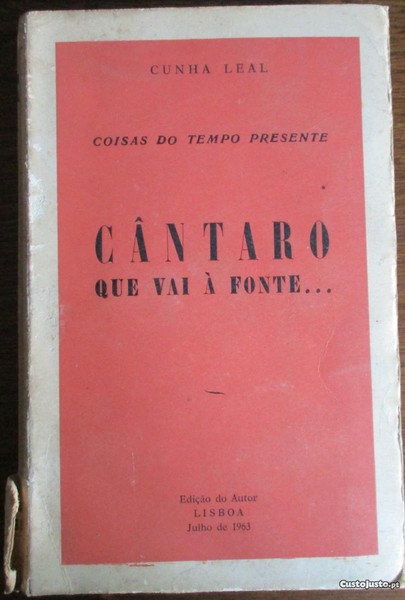 CUNHA LEAL
COISAS DO TEMPO PRESENTE
CÂNTARO
QUE VAI À FONTE...
Edição do Autor
LISBOA
Julho de 1963
CustoJusto.pt